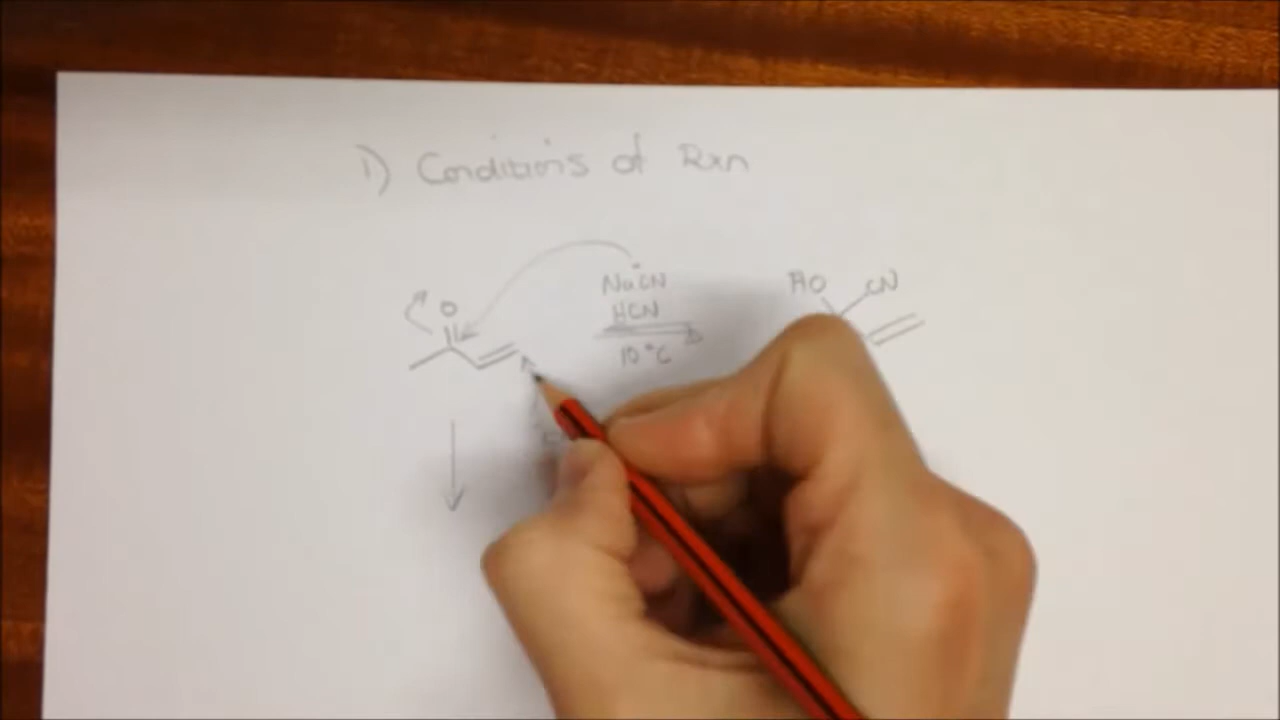 1) Conditions of Rxn
NaCN
HCN
10°C
O
HO CN